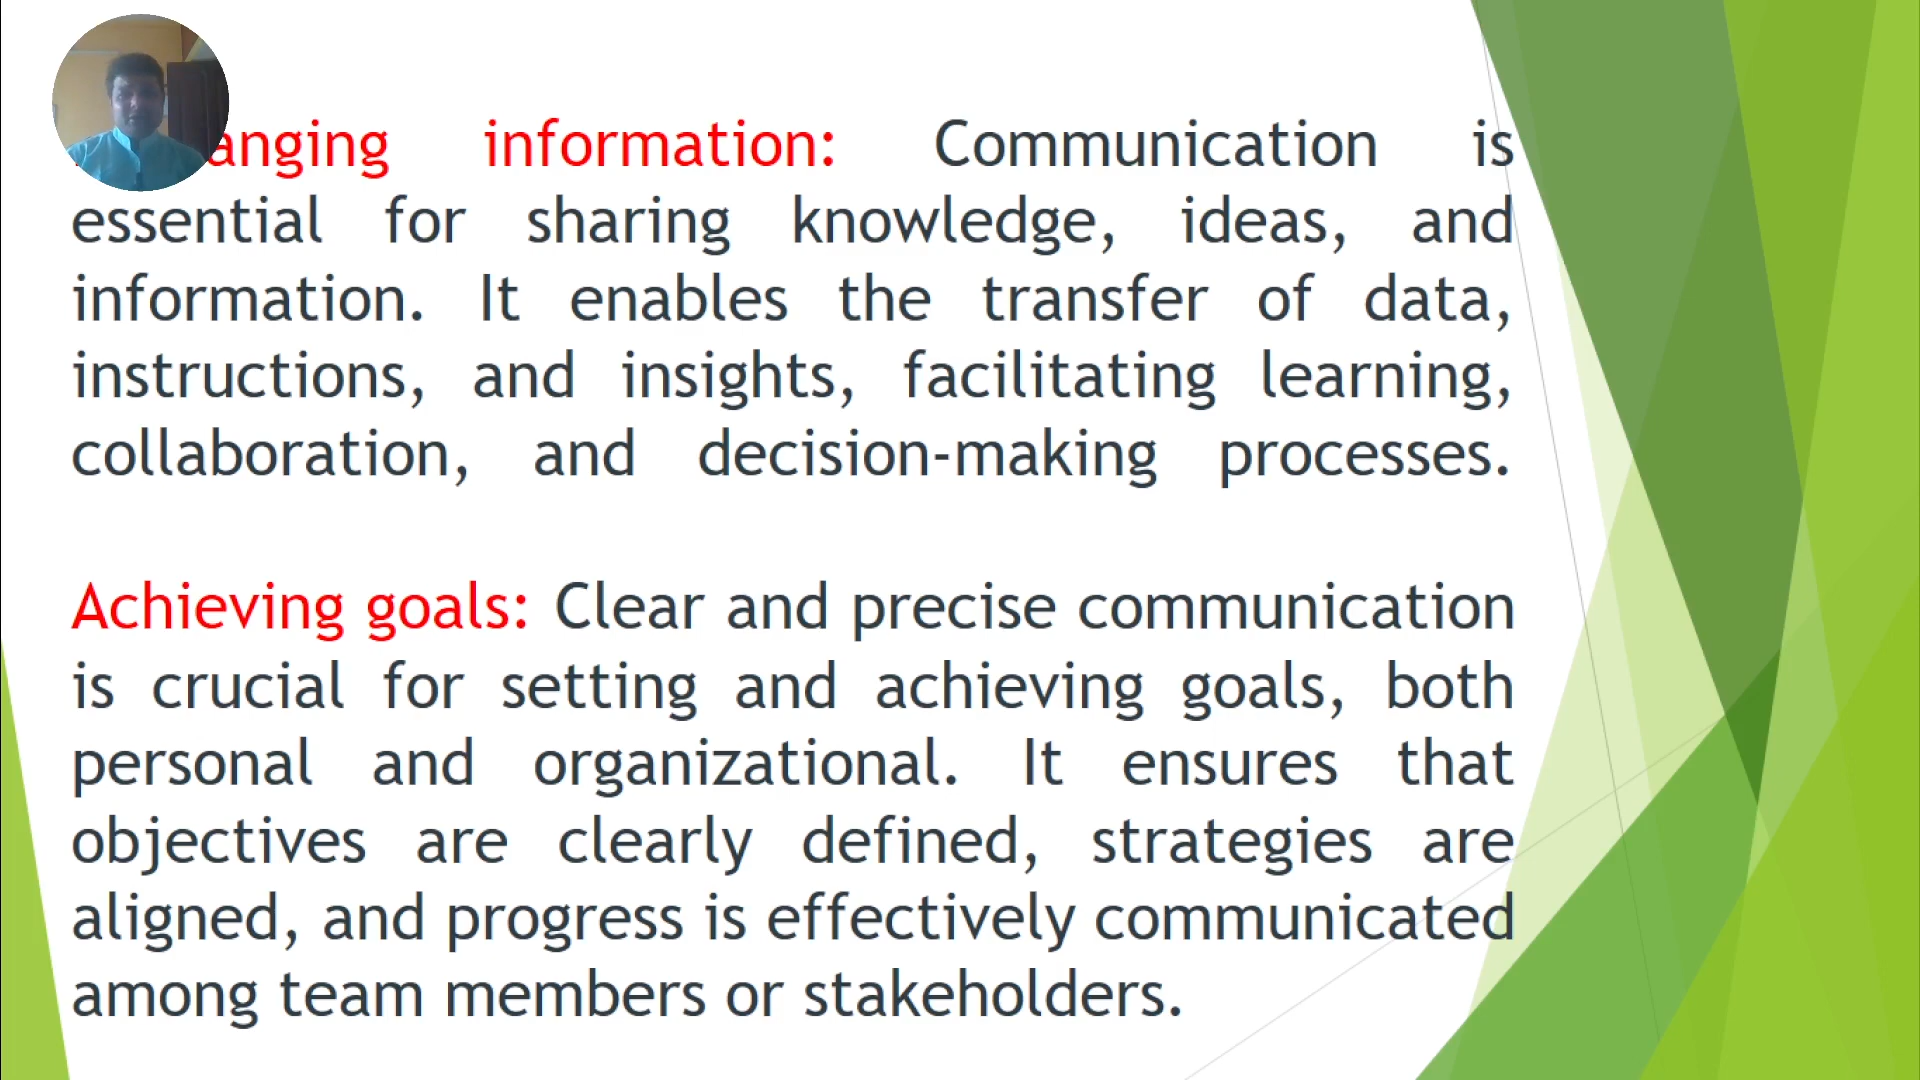 information: Communication is
essential for sharing knowledge, ideas, and
information. It enables the transfer of data,
instructions, and insights, facilitating learning,
collaboration, and decision-making processes.
Achieving goals: Clear and precise communication
is crucial for setting and achieving goals, both
personal and organizational. It ensures that
objectives are clearly defined, strategies are
aligned, and progress is effectively communicated
among team members or stakeholders.